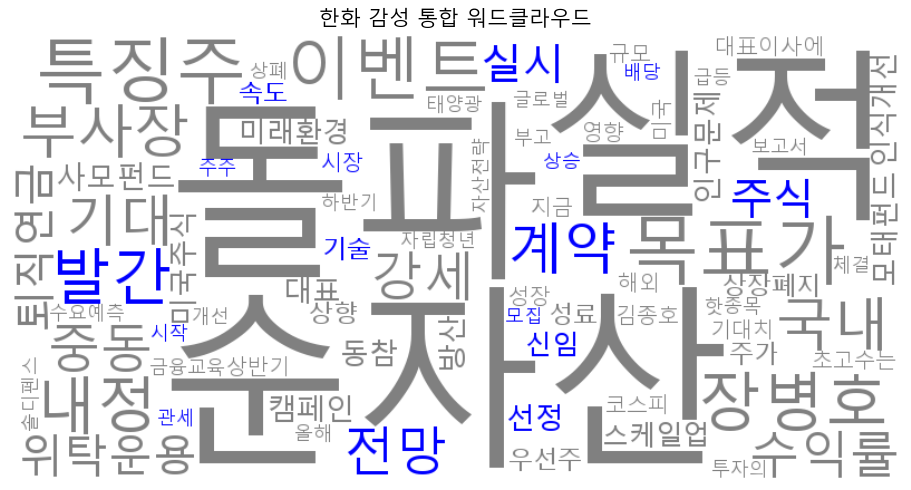 한화 감성 통합 워드클라우드
특징주
이벤트
실시
규모
대표이사에
상폐
속도
배당
급등
부사장
돌파
실적
태양광
글로벌
미래환경
부고
영향
미국
보고서
인구문제
모태펀드
인식개선
사모펀드
주주
시장
상승
자산전략
주식
퇴직연금
기대
미국주식
하반기
지금
기술
자립청년
계약
목표가
체결
발간
강세
해외
상장폐지
대표
성장
핫종목
수요예측
개선
상향
모집
성료
김종호
국내
시작
기대치
중동
순자산
방산
신임
주가
초고수는
금융교육
상반기
동참
솔디펜스
내정
캠페인
코스피
장병호
관세
선정
올해
스케일업
위탁운용
전망
우선주
수익률
투자의